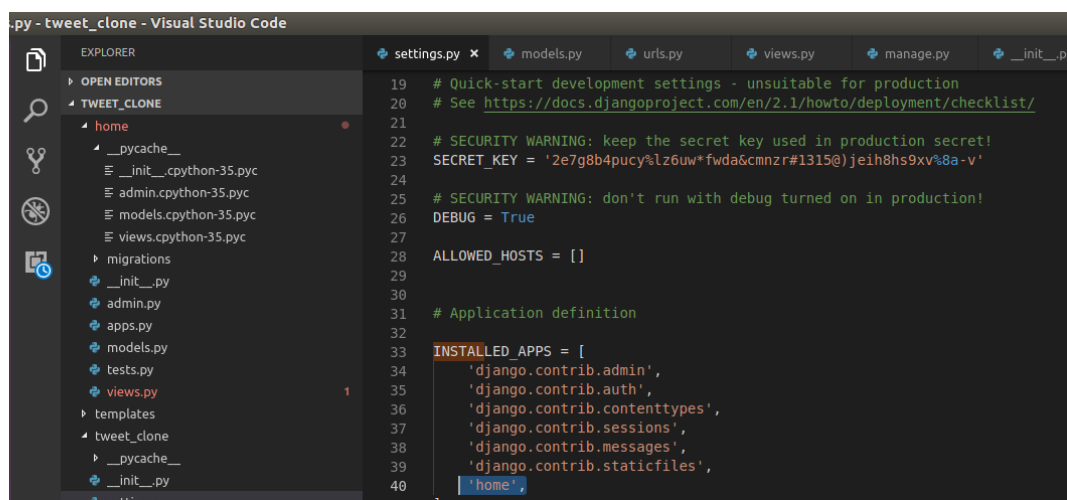 .py - tweet_clone - Visual Studio Code
EXPLORER
OPEN EDITORS
TWEET_CLONE
home
__pycache__
__init__.cpython-35.pyc
admin.cpython-35.pyc
models.cpython-35.pyc
views.cpython-35.pyc
migrations
__init__.py
admin.py
apps.py
models.py
tests.py
views.py 1
templates
tweet_clone
__pycache__
__init__.py
settings.py × models.py urls.py views.py manage.py __init__.p
19 # Quick-start development settings - unsuitable for production
20 # See https://docs.djangoproject.com/en/2.1/howto/deployment/checklist/
21
22 # SECURITY WARNING: keep the secret key used in production secret!
23 SECRET_KEY = '2e7g8b4pucy%lz6uw*fwda&cmnzr#1315@)jeih8hs9xv%8a-v'
24
25 # SECURITY WARNING: don't run with debug turned on in production!
26 DEBUG = True
27
28 ALLOWED_HOSTS = []
29
30
31 # Application definition
32
33 INSTALLED_APPS = [
34 'django.contrib.admin',
35 'django.contrib.auth',
36 'django.contrib.contenttypes',
37 'django.contrib.sessions',
38 'django.contrib.messages',
39 'django.contrib.staticfiles',
40 'home',